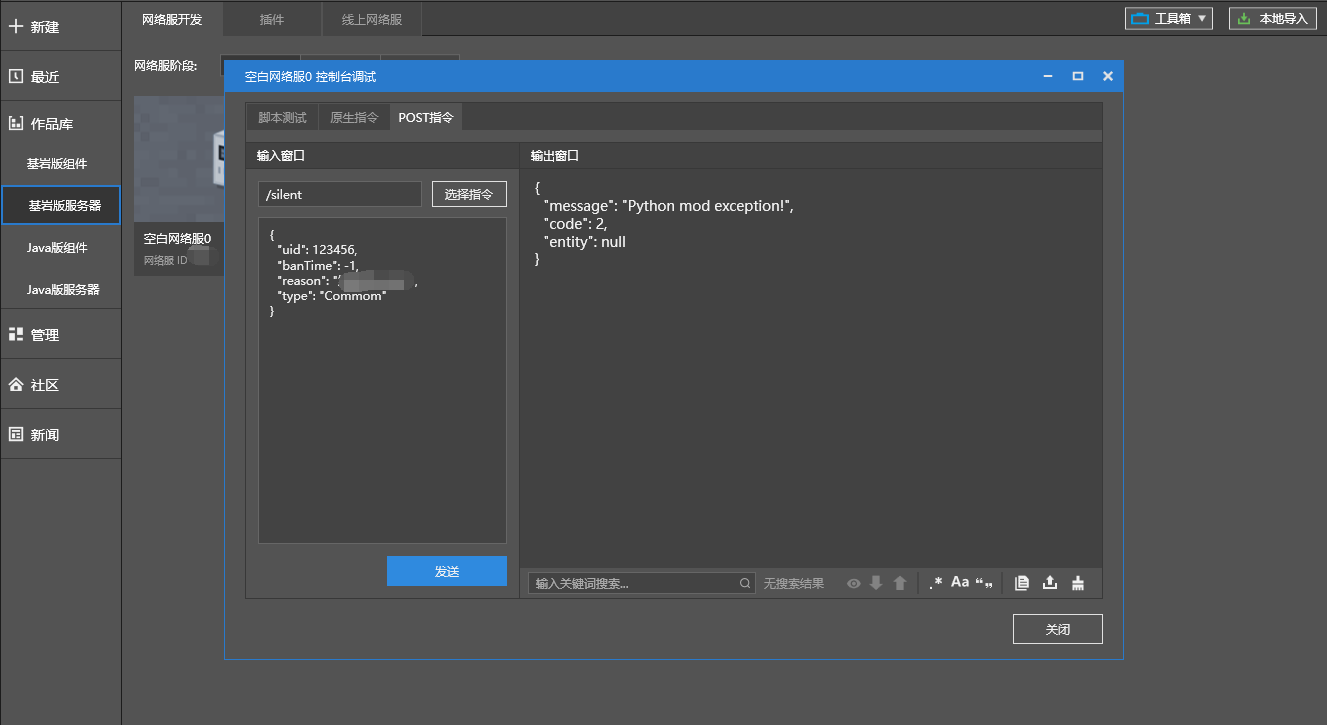 新建
网络服开发
插件
线上网络服
工具箱
本地导入
最近
作品库
基岩版组件
基岩版服务器
Java版组件
Java版服务器
管理
社区
新闻
网络服阶段:
空白网络服0
网络服 ID
空白网络服0 控制台调试
脚本测试
原生指令
POST指令
输入窗口
/silent
选择指令
{
"uid": 123456,
"banTime": -1,
"reason": "
,
"type": "Commom"
}
发送
输出窗口
{
"message": "Python mod exception!",
"code": 2,
"entity": null
}
输入关键词搜索...
无搜索结果
.*
Aa
“„
关闭